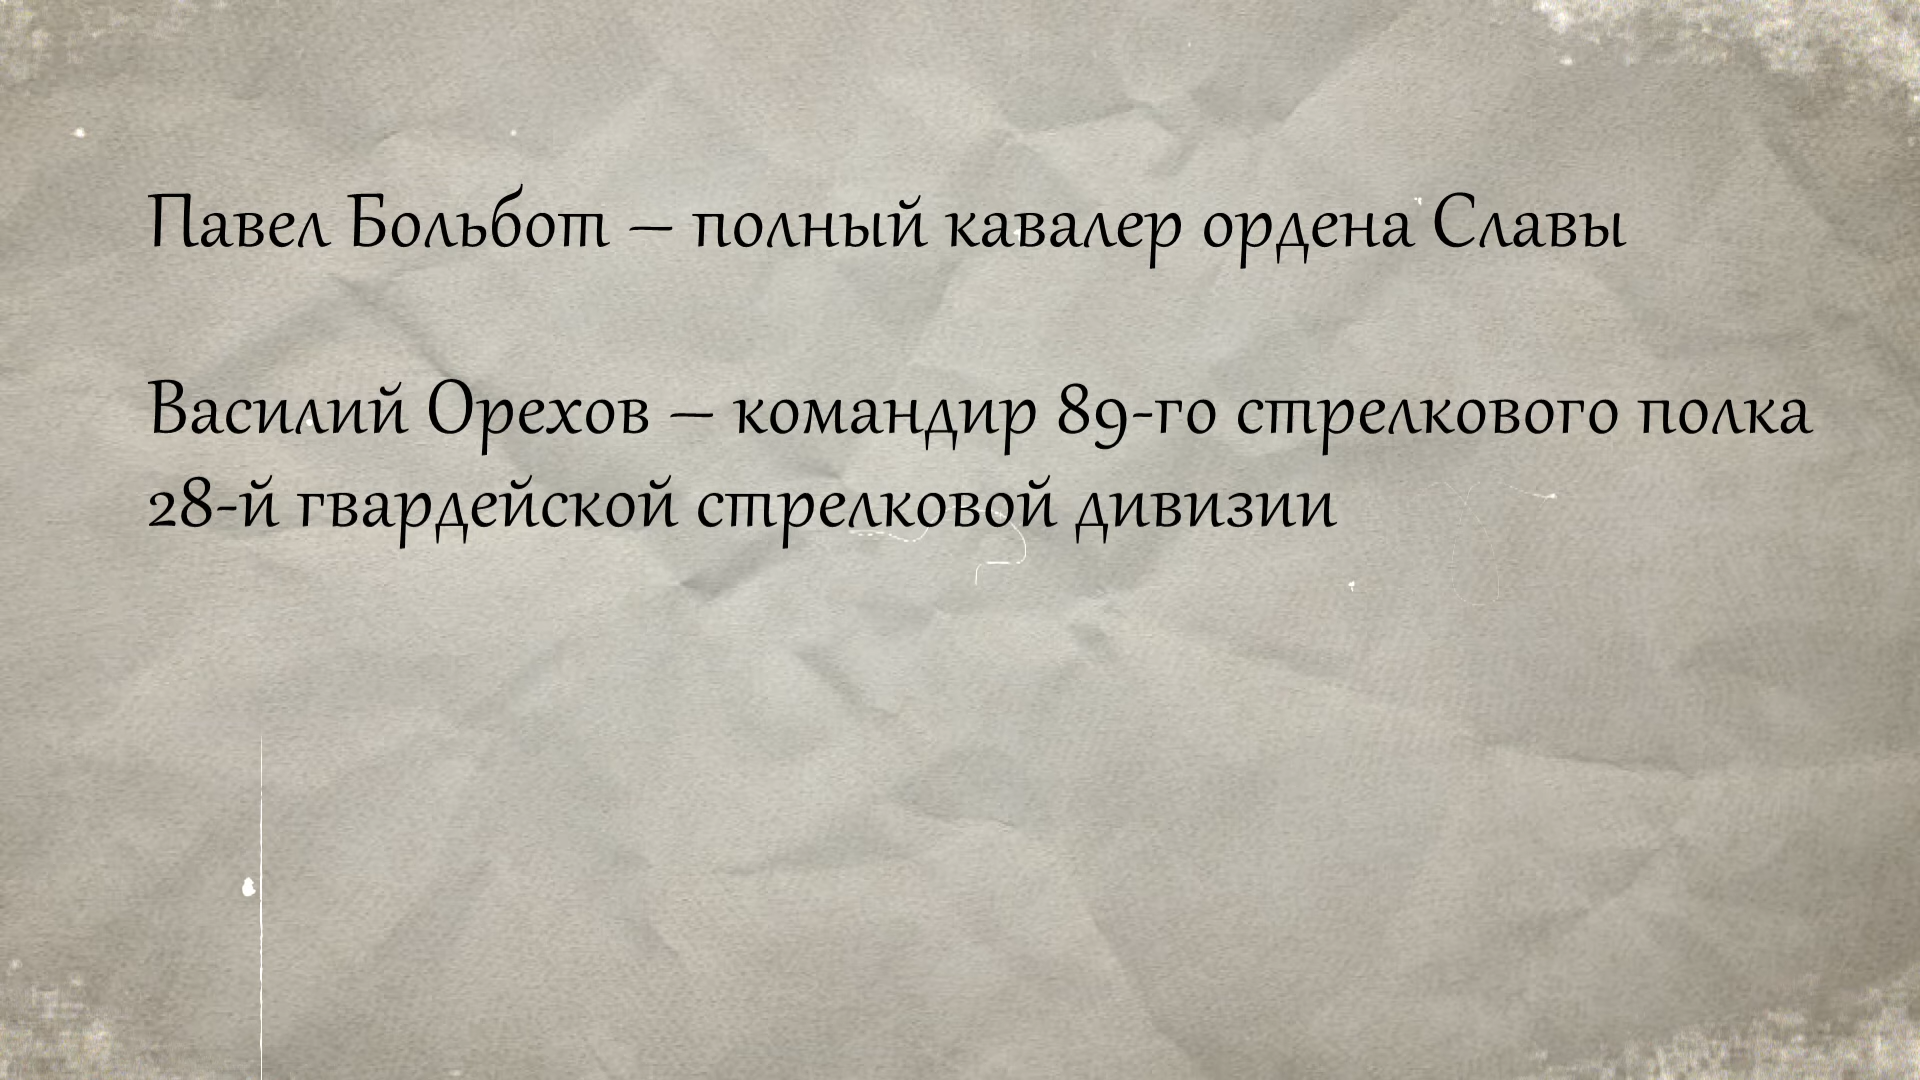 Павел Больбот – полный кавалер ордена Славы
Василий Орехов – командир 89-го стрелкового полка
28-й гвардейской стрелковой дивизии